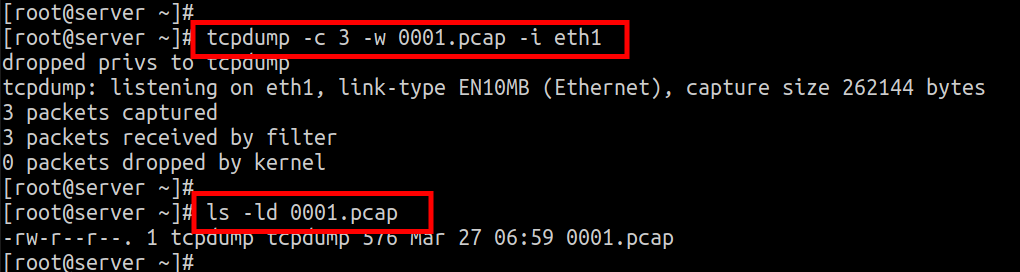 [root@server ~]#
[root@server ~]# tcpdump -c 3 -w 0001.pcap -i eth1
dropped privs to tcpdump
tcpdump: listening on eth1, link-type EN10MB (Ethernet), capture size 262144 bytes
3 packets captured
3 packets received by filter
0 packets dropped by kernel
[root@server ~]#
[root@server ~]# ls -ld 0001.pcap
-rw-r--r--. 1 tcpdump tcpdump 576 Mar 27 06:59 0001.pcap
[root@server ~]#